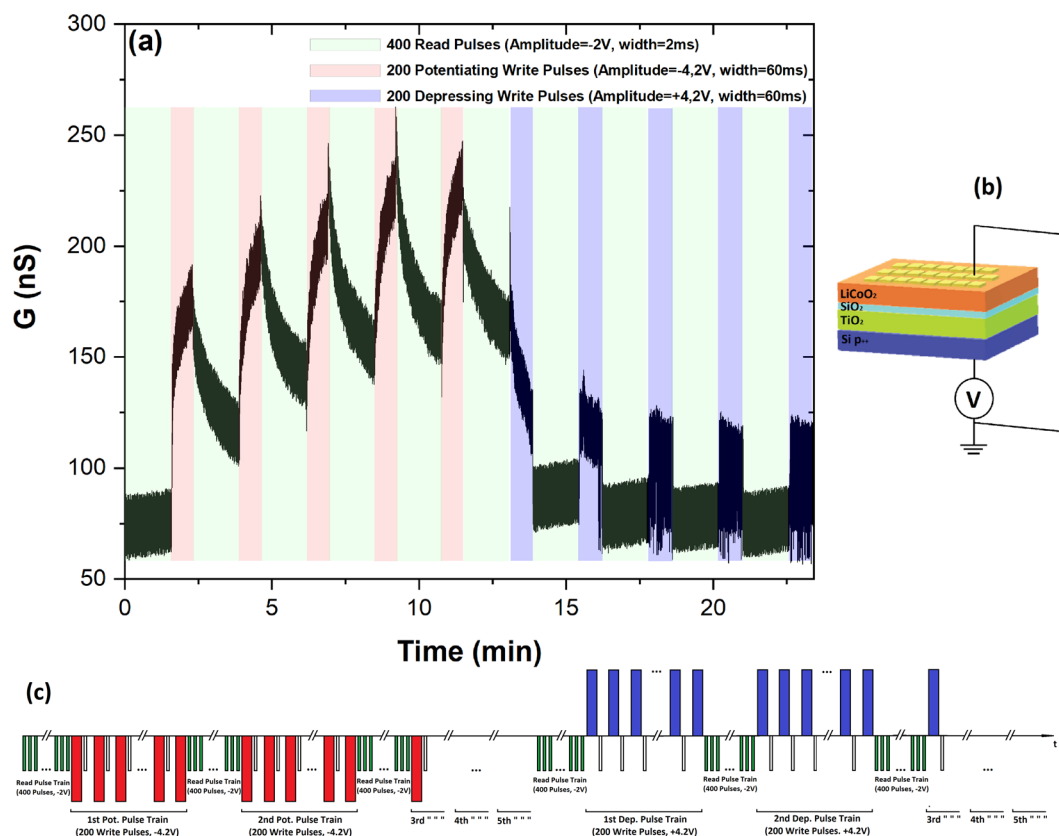 300
250
200
150
100
50
G (nS)
(a)
400 Read Pulses (Amplitude=-2V, width=2ms)
200 Potentiating Write Pulses (Amplitude=-4,2V, width=60ms)
200 Depressing Write Pulses (Amplitude=+4,2V, width=60ms)
0
5
10
15
20
Time (min)
(b)
LiCoO₂
SiO₂
TiO₂
Si p₊₊
V
(c)
...
...
...
...
...
...
...
...
...
...
Read Pulse Train
(400 Pulses, -2V)
Read Pulse Train
(400 Pulses, -2V)
Read Pulse Train
(400 Pulses, -2V)
Read Pulse Train
(400 Pulses, -2V)
Read Pulse Train
(400 Pulses, -2V)
Read Pulse Train
(400 Pulses, -2V)
t
1st Pot. Pulse Train
(200 Write Pulses, -4.2V)
2nd Pot. Pulse Train
(200 Write Pulses, -4.2V)
3rd " " "
4th " " "
5th " " "
1st Dep. Pulse Train
(200 Write Pulses, +4.2V)
2nd Dep. Pulse Train
(200 Write Pulses. +4.2V)
3rd " " "
4th " " "
5th " " "